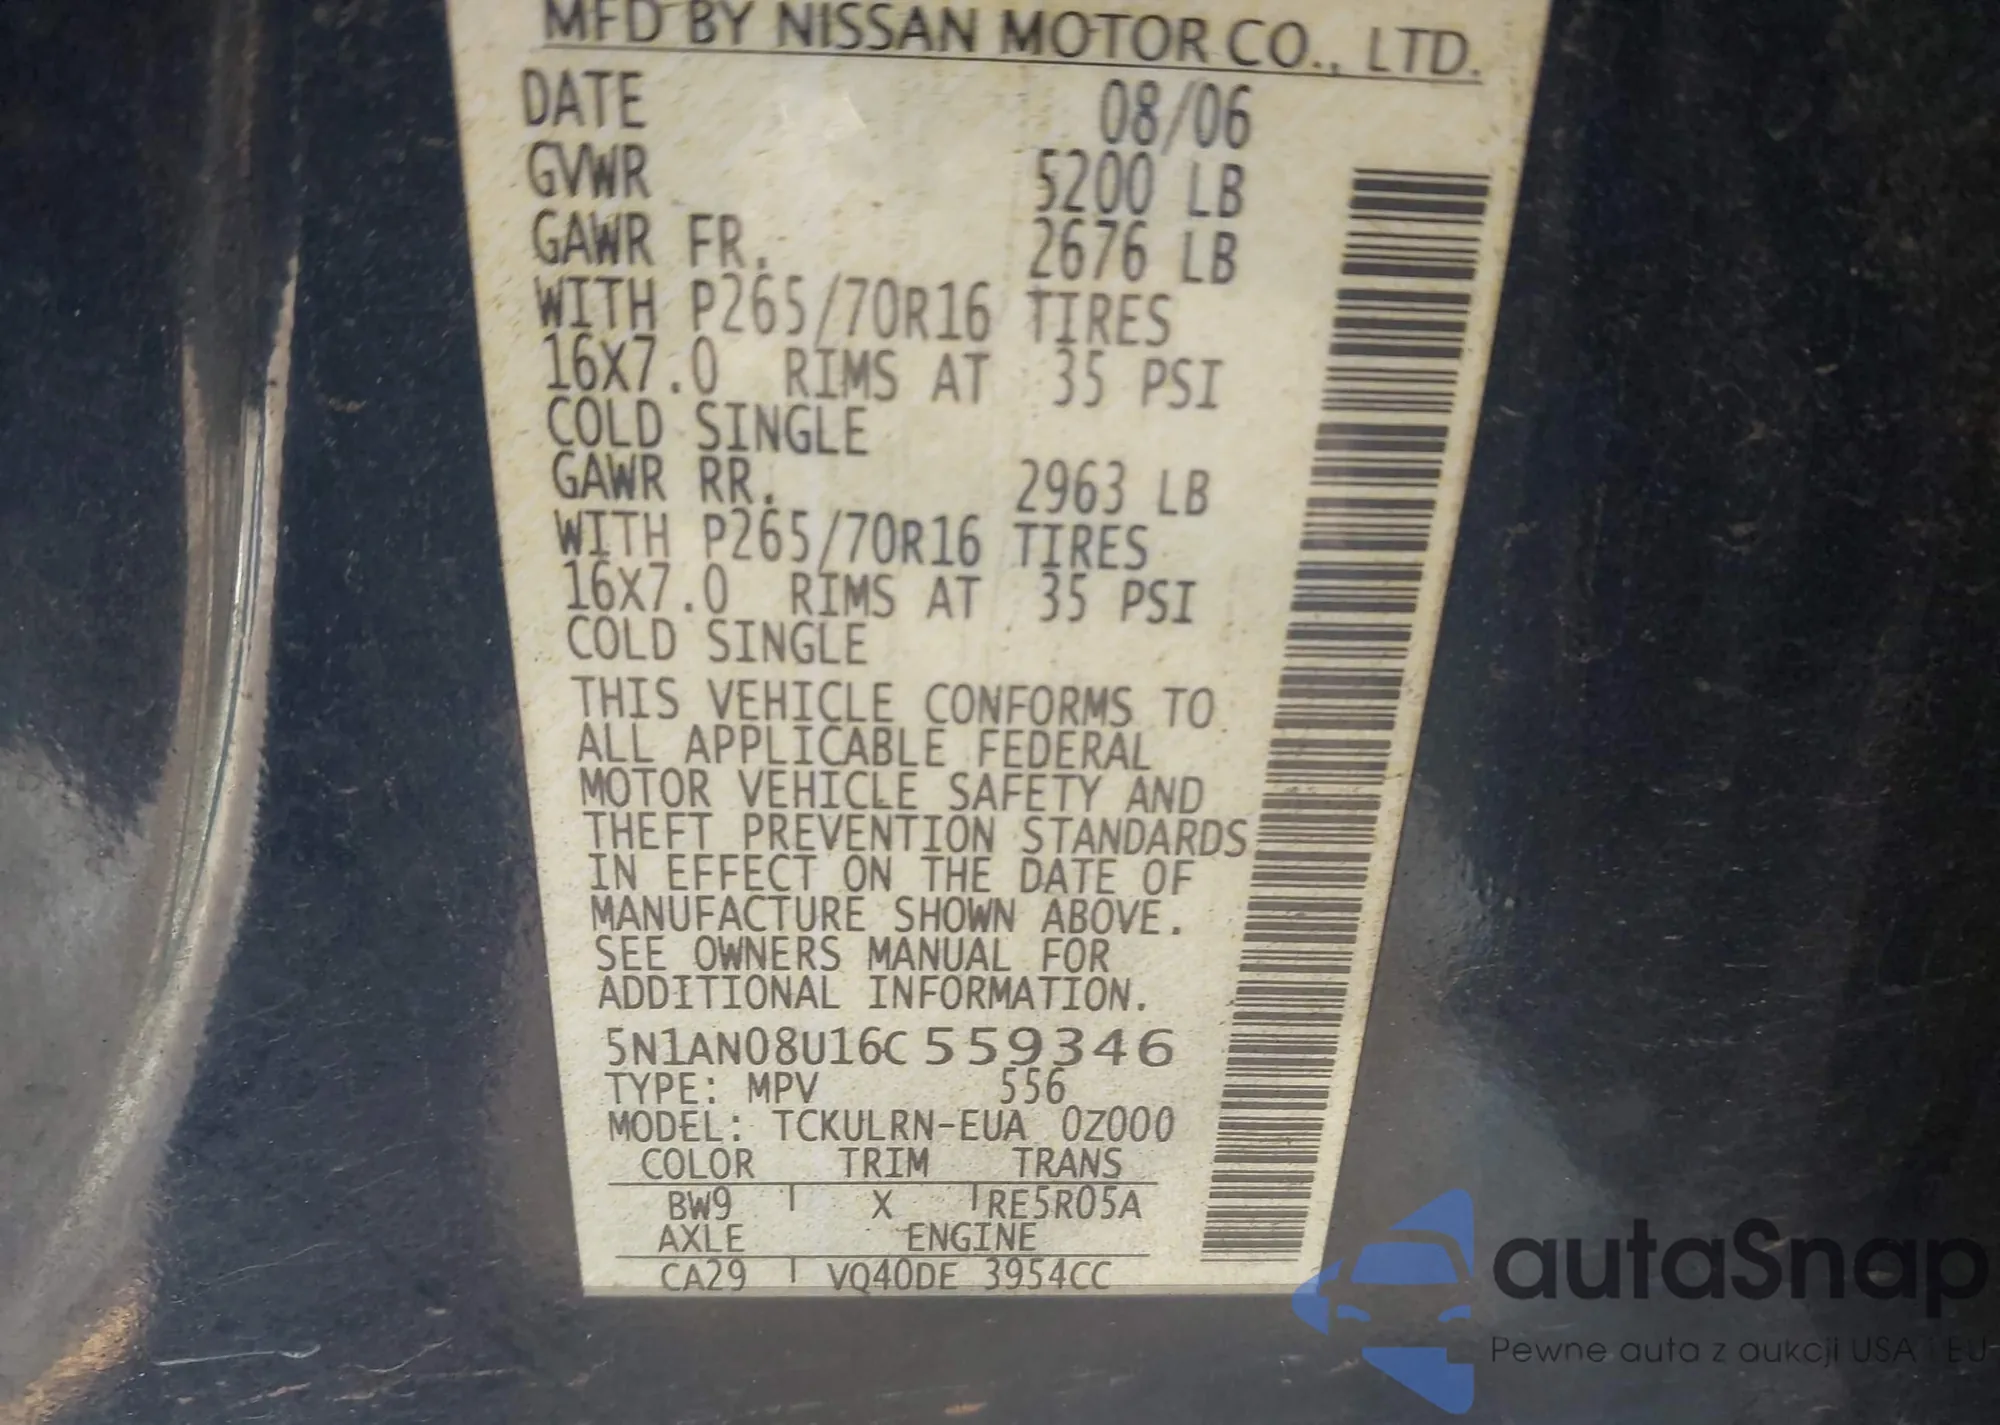 MFD BY NISSAN MOTOR CO., LTD.
DATE 08/06
GVWR 5200 LB
GAWR FR. 2676 LB
WITH P265/70R16 TIRES
16X7.0 RIMS AT 35 PSI
COLD SINGLE
GAWR RR. 2963 LB
WITH P265/70R16 TIRES
16X7.0 RIMS AT 35 PSI
COLD SINGLE
THIS VEHICLE CONFORMS TO
ALL APPLICABLE FEDERAL
MOTOR VEHICLE SAFETY AND
THEFT PREVENTION STANDARDS
IN EFFECT ON THE DATE OF
MANUFACTURE SHOWN ABOVE.
SEE OWNERS MANUAL FOR
ADDITIONAL INFORMATION.
5N1AN08U16C559346
TYPE: MPV 556
MODEL: TCKULRN-EUA 0Z000
COLOR TRIM TRANS
BW9 X RE5R05A
AXLE ENGINE
CA29 VQ40DE 3954CC
autaSnap
Pewne auta z aukcji USA i EU